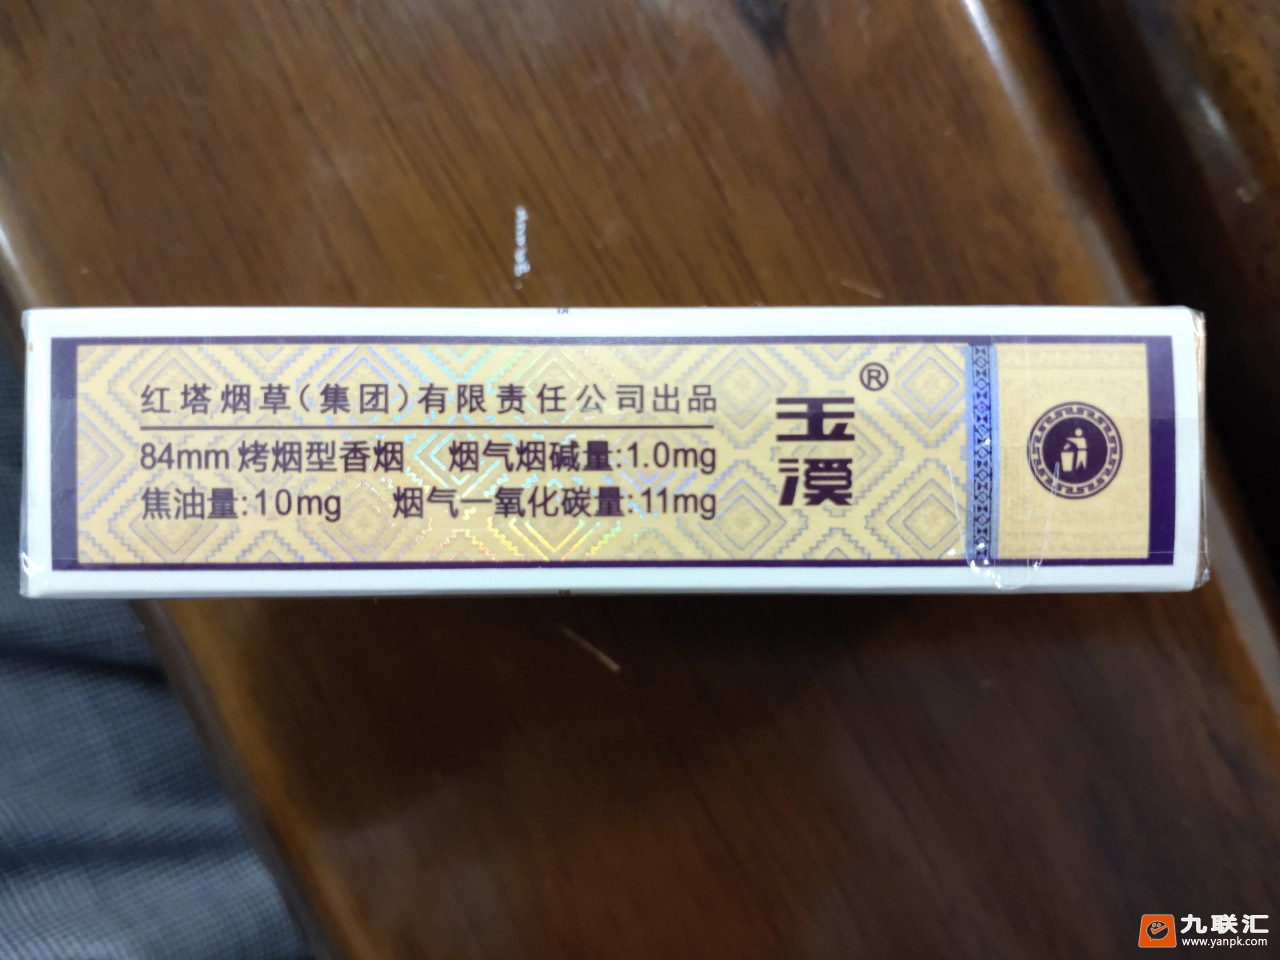 红塔烟草(集团)有限责任公司出品
84mm 烤烟型香烟 烟气烟碱量:1.0mg
焦油量:10mg 烟气一氧化碳量:11mg
玉溪®
九联汇
www.yanpk.com